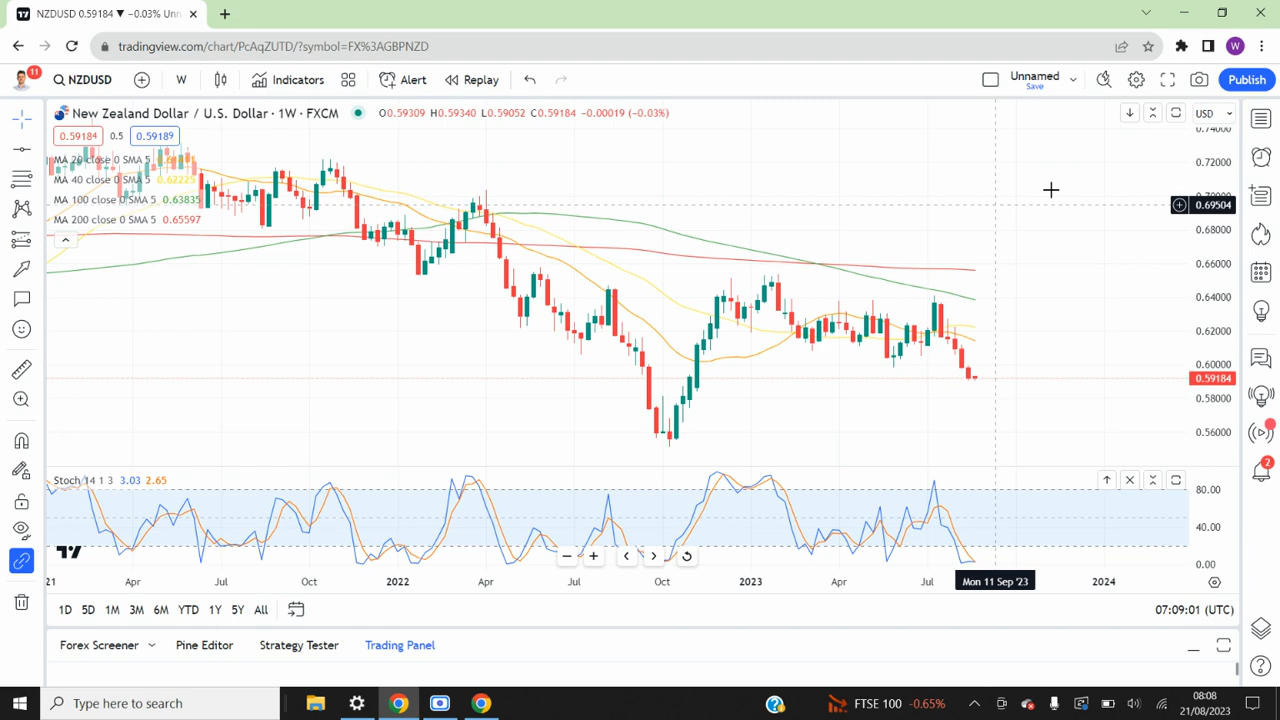 NZDUSD 0.59184 ▼ −0.03% Unn
tradingview.com/chart/PcAqZUTD/?symbol=FX%3AGBPNZD
W
11
NZDUSD
W
Indicators
Alert
Replay
Unnamed
Save
Publish
New Zealand Dollar / U.S. Dollar · 1W · FXCM
O0.59309 H0.59340 L0.59052 C0.59184 −0.00019 (−0.03%)
USD
0.59184
0.5
0.59189
MA 20 close 0 SMA 5
MA 40 close 0 SMA 5 0.62225
MA 100 close 0 SMA 5 0.63835
MA 200 close 0 SMA 5 0.65597
0.74000
0.72000
0.69504
0.68000
0.66000
0.64000
0.62000
0.60000
0.59184
0.58000
0.56000
Stoch 14 1 3 3.03 2.65
80.00
40.00
0.00
21
Apr
Jul
Oct
2022
Apr
Jul
Oct
2023
Apr
Jul
Mon 11 Sep '23
2024
1D
5D
1M
3M
6M
YTD
1Y
5Y
All
07:09:01 (UTC)
Forex Screener
Pine Editor
Strategy Tester
Trading Panel
2
Type here to search
FTSE 100 -0.65%
08:08
21/08/2023